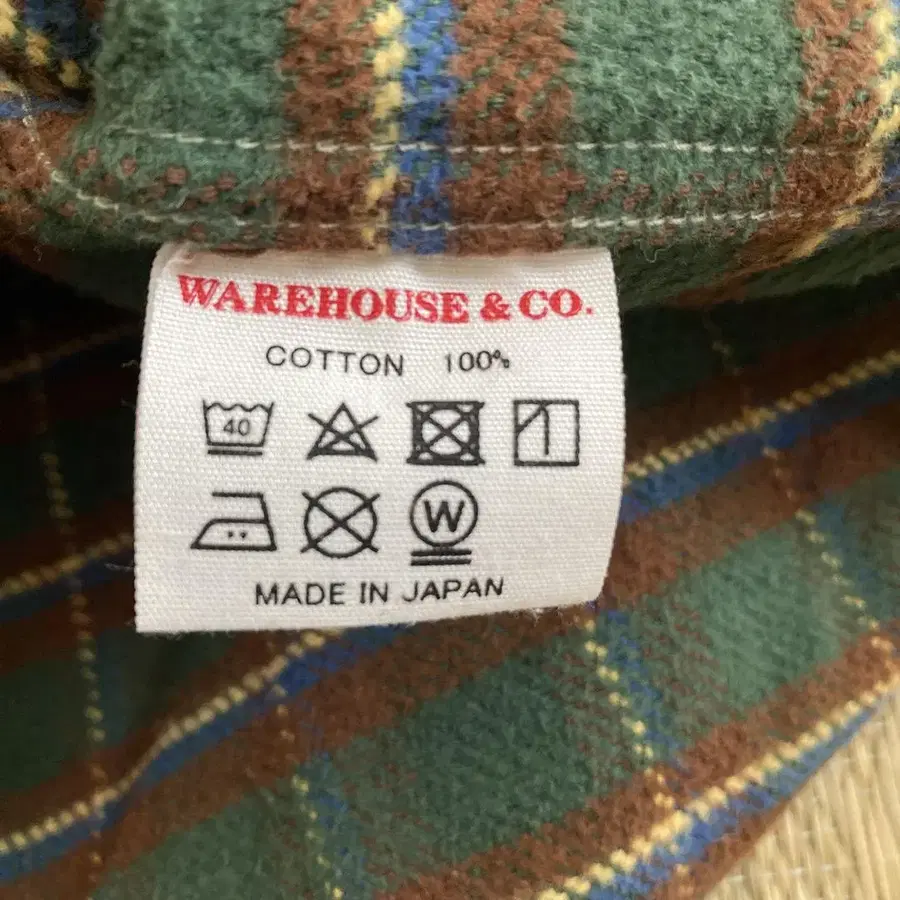 WAREHOUSE & CO.
COTTON 100%
40
W
MADE IN JAPAN